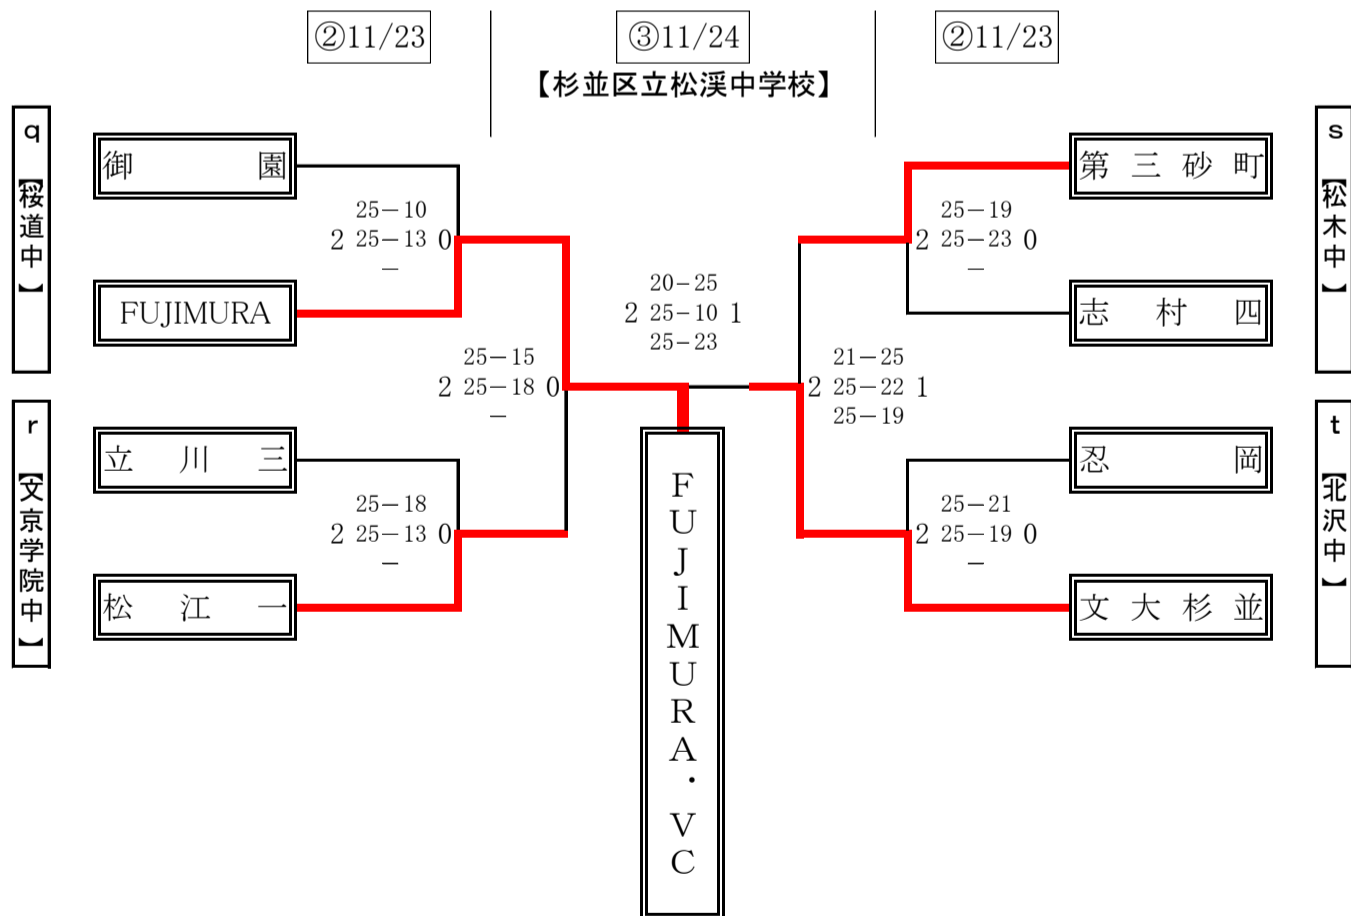 ②11/23
③11/24
②11/23
【杉並区立松渓中学校】
q【桜道中】
御園
25-10
2 25-13 0
-
FUJIMURA
25-15
2 25-18 0
-
r【文京学院中】
立川三
25-18
2 25-13 0
-
松江一
20-25
2 25-10 1
25-23
FUJIMURA・VC
s【松木中】
第三砂町
25-19
2 25-23 0
-
志村四
21-25
2 25-22 1
25-19
t【北沢中】
忍岡
25-21
2 25-19 0
-
文大杉並